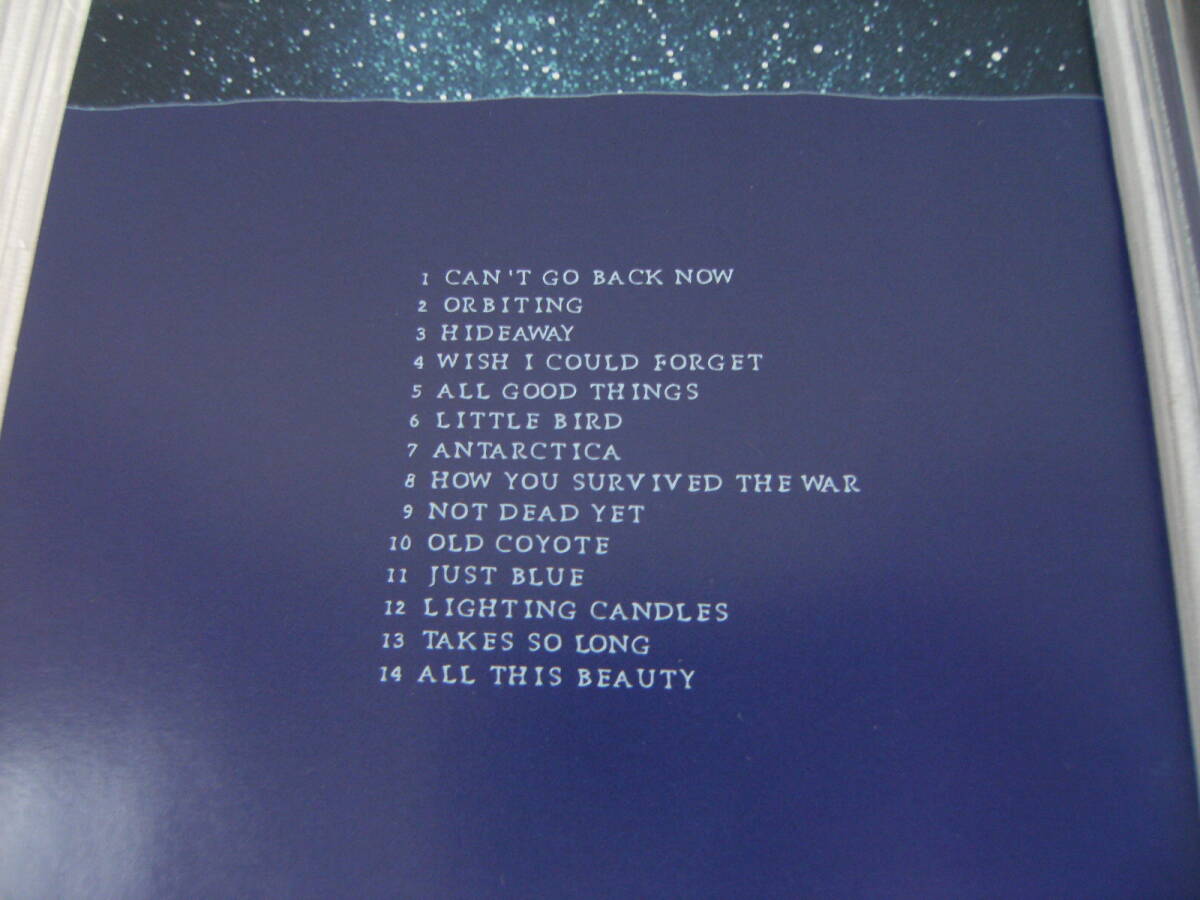 1 CAN'T GO BACK NOW
2 ORBITING
3 HIDEAWAY
4 WISH I COULD FORGET
5 ALL GOOD THINGS
6 LITTLE BIRD
7 ANTARCTICA
8 HOW YOU SURVIVED THE WAR
9 NOT DEAD YET
10 OLD COYOTE
11 JUST BLUE
12 LIGHTING CANDLES
13 TAKES SO LONG
14 ALL THIS BEAUTY